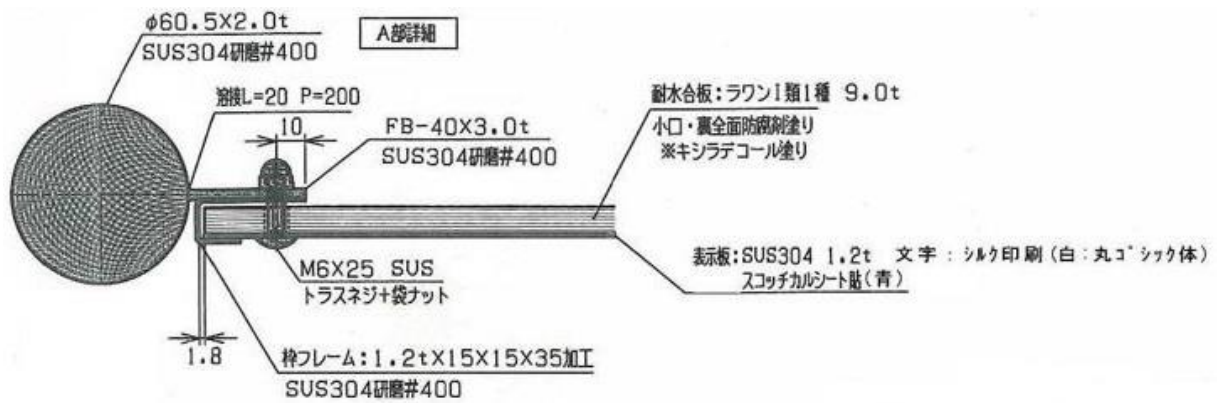 φ60.5X2.0t
SUS304研磨#400
A部詳細
溶接L=20 P=200
10
FB-40X3.0t
SUS304研磨#400
耐水合板:ラワンI類1種 9.0t
小口・裏全面防腐剤塗り
※キシラデコール塗り
表示板:SUS304 1.2t 文字:シルク印刷(白:丸ゴシック体)
スコッチカルシート貼(青)
M6X25 SUS
トラスネジ+袋ナット
1.8
枠フレーム:1.2tX15X15X35加工
SUS304研磨#400